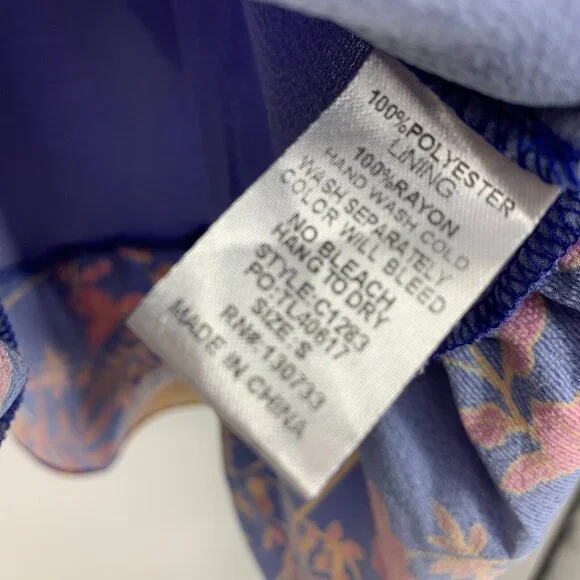 100%POLYESTER
LINING
100%RAYON
HAND WASH COLD
WASH SEPARATELY
COLOR WILL BLEED
NO BLEACH
HANG TO DRY
STYLE:C1283
PO:TL40617
SIZE S
RN#:130733
MADE IN CHINA